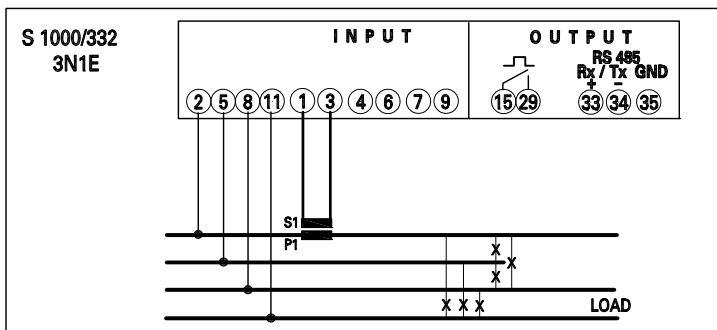 S 1000/332
3N1E
INPUT
OUTPUT
RS 485
Rx / Tx GND
+ -
2 5 8 11 1 3 4 6 7 9
15 29 33 34 35
S1
P1
X
X
X
X X X
LOAD